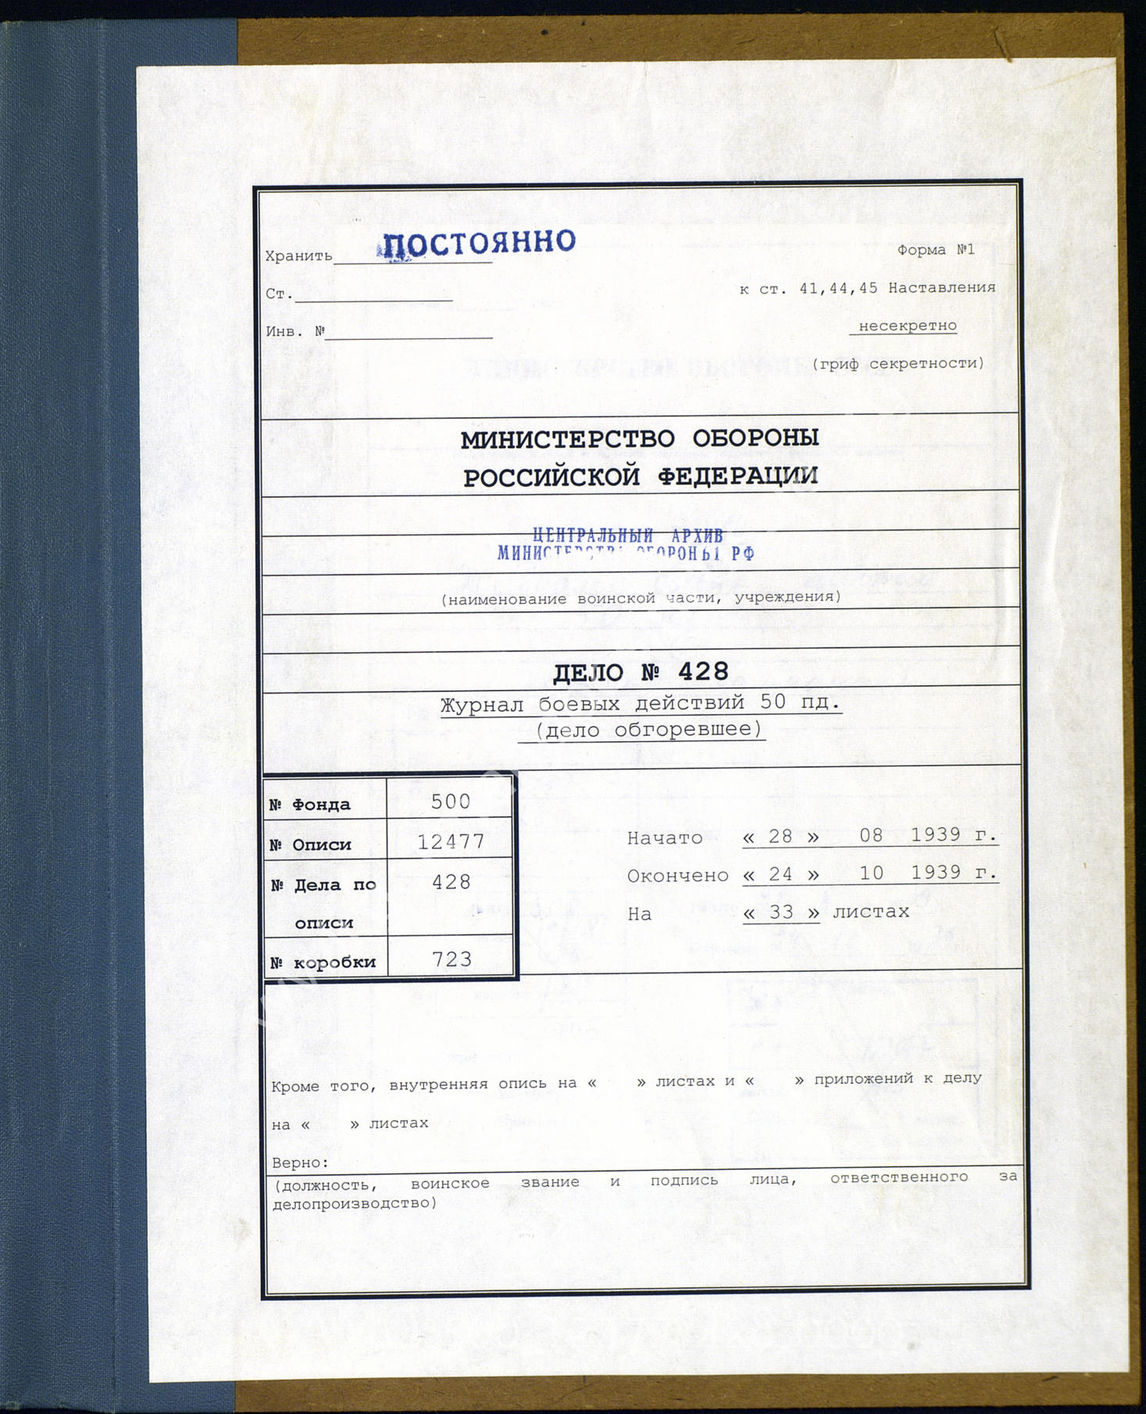 Хранить ПОСТОЯННО
Форма №1
Ст.
к ст. 41,44,45 Наставления
Инв. №
несекретно
(гриф секретности)
МИНИСТЕРСТВО ОБОРОНЫ
РОССИЙСКОЙ ФЕДЕРАЦИИ
ЦЕНТРАЛЬНЫЙ АРХИВ
МИНИСТЕРСТВА ОБОРОНЫ РФ
(наименование воинской части, учреждения)
ДЕЛО № 428
Журнал боевых действий 50 пд.
(дело обгоревшее)
№ Фонда 500
№ Описи 12477
№ Дела по 428
описи
№ коробки 723
Начато « 28 » 08 1939 г.
Окончено « 24 » 10 1939 г.
На « 33 » листах
Кроме того, внутренняя опись на « » листах и « » приложений к делу
на « » листах
Верно:
(должность, воинское звание и подпись лица, ответственного за
делопроизводство)